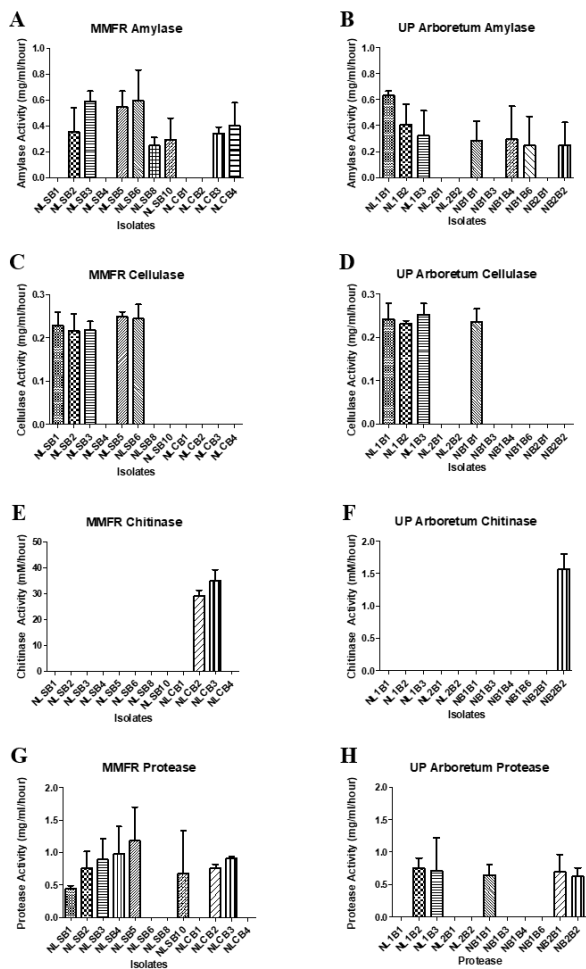 A
MMFR Amylase
Amylase Activity (mg/ml/hour)
1.0
0.8
0.6
0.4
0.2
0.0
NLSB1
NLSB2
NLSB3
NLSB4
NLSB5
NLSB6
NLSB8
NLSB10
NLCB1
NLCB2
NLCB3
NLCB4
Isolates
B
UP Arboretum Amylase
Amylase Activity (mg/ml/hour)
1.0
0.8
0.6
0.4
0.2
0.0
NL1B1
NL1B2
NL1B3
NL2B1
NL2B2
NB1B1
NB1B3
NB1B4
NB1B6
NB2B1
NB2B2
Isolates
C
MMFR Cellulase
Cellulase Activity (mg/ml/hour)
0.3
0.2
0.1
0.0
NLSB1
NLSB2
NLSB3
NLSB4
NLSB5
NLSB6
NLSB8
NLSB10
NLCB1
NLCB2
NLCB3
NLCB4
Isolates
D
UP Arboretum Cellulase
Cellulase Activity (mg/ml/hour)
0.3
0.2
0.1
0.0
NL1B1
NL1B2
NL1B3
NL2B1
NL2B2
NB1B1
NB1B3
NB1B4
NB1B6
NB2B1
NB2B2
Isolates
E
MMFR Chitinase
Chitinase Activity (mM/hour)
50
40
30
20
10
0
NLSB1
NLSB2
NLSB3
NLSB4
NLSB5
NLSB6
NLSB8
NLSB10
NLCB1
NLCB2
NLCB3
NLCB4
Isolates
F
UP Arboretum Chitinase
Chitinase Activity (mM/hour)
2.0
1.5
1.0
0.5
0.0
NL1B1
NL1B2
NL1B3
NL2B1
NL2B2
NB1B1
NB1B3
NB1B4
NB1B6
NB2B1
NB2B2
Isolates
G
MMFR Protease
Protease Activity (mg/ml/hour)
2.0
1.5
1.0
0.5
0.0
NLSB1
NLSB2
NLSB3
NLSB4
NLSB5
NLSB6
NLSB8
NLSB10
NLCB1
NLCB2
NLCB3
NLCB4
Isolates
H
UP Arboretum Protease
Protease Activity (mg/ml/hour)
2.0
1.5
1.0
0.5
0.0
NL1B1
NL1B2
NL1B3
NL2B1
NL2B2
NB1B1
NB1B3
NB1B4
NB1B6
NB2B1
NB2B2
Protease